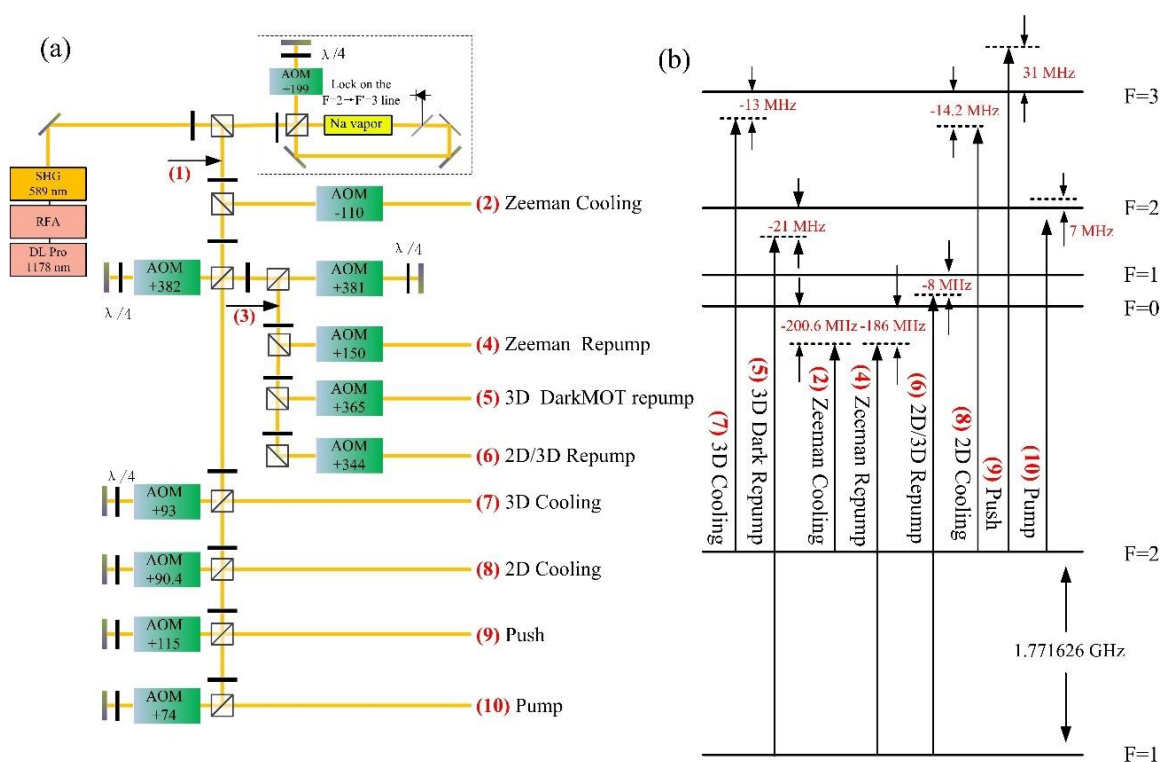 (a)
λ/4
AOM
+199
Lock on the
F=2→F'=3 line
Na vapor
(1)
SHG
589 nm
RFA
DL Pro
1178 nm
AOM
-110
(2) Zeeman Cooling
λ/4
AOM
+382
AOM
+381
λ/4
(3)
AOM
+150
(4) Zeeman Repump
AOM
+365
(5) 3D DarkMOT repump
AOM
+344
(6) 2D/3D Repump
λ/4
AOM
+93
(7) 3D Cooling
AOM
+90.4
(8) 2D Cooling
AOM
+115
(9) Push
AOM
+74
(10) Pump
(b)
31 MHz
F=3
-13 MHz
-14.2 MHz
F=2
-21 MHz
7 MHz
F=1
-8 MHz
F=0
-200.6 MHz
-186 MHz
(7) 3D Cooling
(5) 3D Dark Repump
(2) Zeeman Cooling
(4) Zeeman Repump
(6) 2D/3D Repump
(8) 2D Cooling
(9) Push
(10) Pump
F=2
1.771626 GHz
F=1